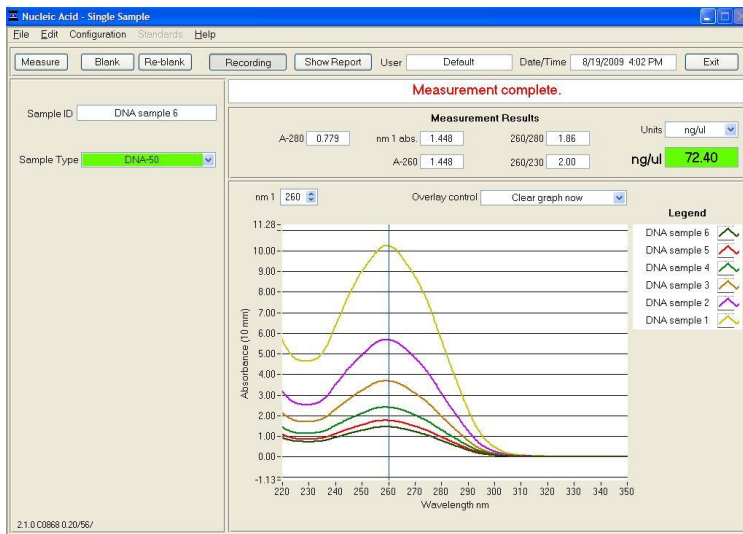 Nucleic Acid - Single Sample
File Edit Configuration Standards Help
Measure Blank Re-blank Recording Show Report User Default Date/Time 8/19/2009 4:02 PM Exit
Measurement complete.
Sample ID DNA sample 6
Sample Type DNA-50
Measurement Results
A-280 0.779 nm 1 abs. 1.448 260/280 1.86
A-260 1.448 260/230 2.00
Units ng/ul
ng/ul 72.40
nm 1 260 Overlay control Clear graph now
Legend
DNA sample 6
DNA sample 5
DNA sample 4
DNA sample 3
DNA sample 2
DNA sample 1
Absorbance (10 mm)
11.28
10.00
9.00
8.00
7.00
6.00
5.00
4.00
3.00
2.00
1.00
0.00
-1.13
220 230 240 250 260 270 280 290 300 310 320 330 340 350
Wavelength nm
2.1.0 C0868 0.20/56/